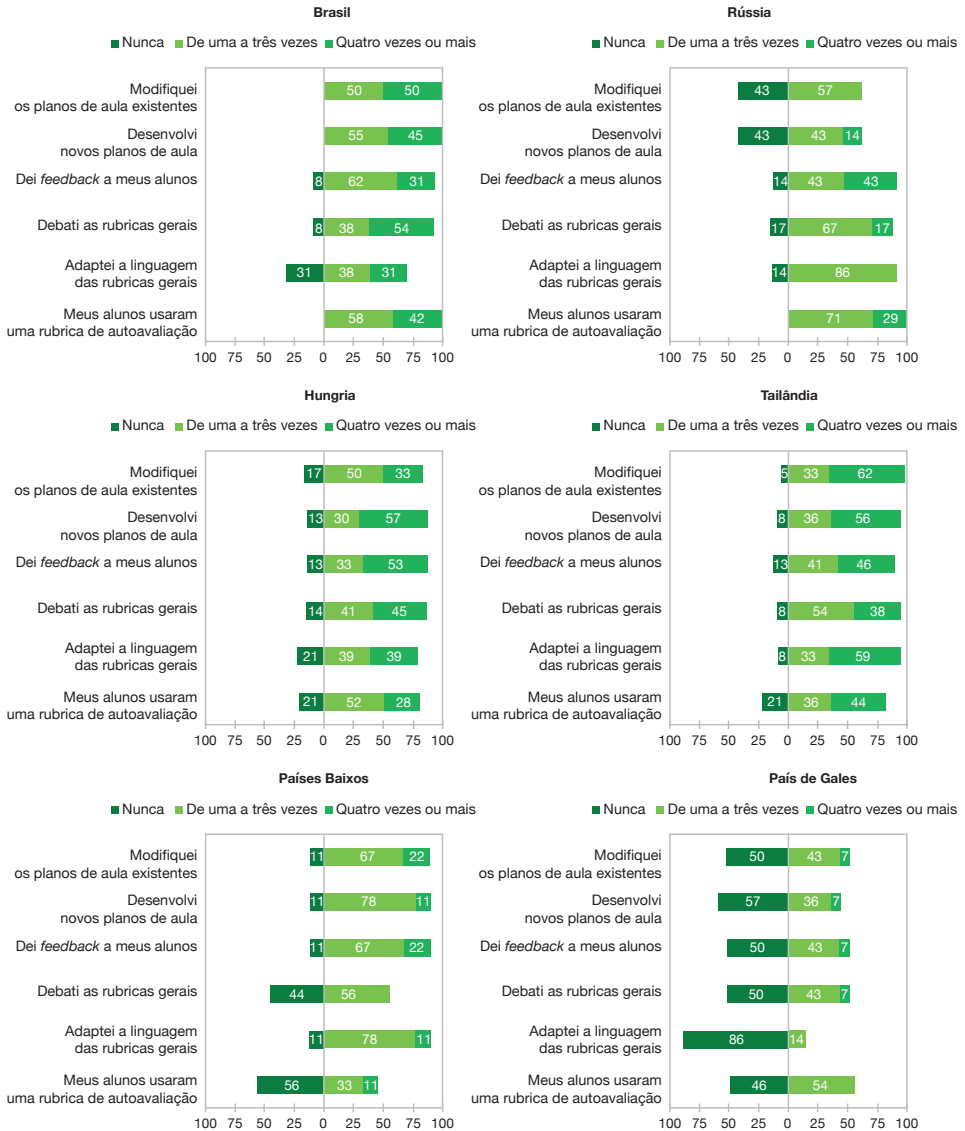 Brasil
Nunca De uma a três vezes Quatro vezes ou mais
Modifiquei
os planos de aula existentes
50 50
Desenvolvi
novos planos de aula
55 45
Dei feedback a meus alunos
8 62 31
Debati as rubricas gerais
8 38 54
Adaptei a linguagem
das rubricas gerais
31 38 31
Meus alunos usaram
uma rubrica de autoavaliação
58 42
100 75 50 25 0 25 50 75 100
Rússia
Nunca De uma a três vezes Quatro vezes ou mais
Modifiquei
os planos de aula existentes
43 57
Desenvolvi
novos planos de aula
43 43 14
Dei feedback a meus alunos
14 43 43
Debati as rubricas gerais
17 67 17
Adaptei a linguagem
das rubricas gerais
14 86
Meus alunos usaram
uma rubrica de autoavaliação
71 29
100 75 50 25 0 25 50 75 100
Hungria
Nunca De uma a três vezes Quatro vezes ou mais
Modifiquei
os planos de aula existentes
17 50 33
Desenvolvi
novos planos de aula
13 30 57
Dei feedback a meus alunos
13 33 53
Debati as rubricas gerais
14 41 45
Adaptei a linguagem
das rubricas gerais
21 39 39
Meus alunos usaram
uma rubrica de autoavaliação
21 52 28
100 75 50 25 0 25 50 75 100
Tailândia
Nunca De uma a três vezes Quatro vezes ou mais
Modifiquei
os planos de aula existentes
5 33 62
Desenvolvi
novos planos de aula
8 36 56
Dei feedback a meus alunos
13 41 46
Debati as rubricas gerais
8 54 38
Adaptei a linguagem
das rubricas gerais
8 33 59
Meus alunos usaram
uma rubrica de autoavaliação
21 36 44
100 75 50 25 0 25 50 75 100
Países Baixos
Nunca De uma a três vezes Quatro vezes ou mais
Modifiquei
os planos de aula existentes
11 67 22
Desenvolvi
novos planos de aula
11 78 11
Dei feedback a meus alunos
11 67 22
Debati as rubricas gerais
44 56
Adaptei a linguagem
das rubricas gerais
11 78 11
Meus alunos usaram
uma rubrica de autoavaliação
56 33 11
100 75 50 25 0 25 50 75 100
País de Gales
Nunca De uma a três vezes Quatro vezes ou mais
Modifiquei
os planos de aula existentes
50 43 7
Desenvolvi
novos planos de aula
57 36 7
Dei feedback a meus alunos
50 43 7
Debati as rubricas gerais
50 43 7
Adaptei a linguagem
das rubricas gerais
86 14
Meus alunos usaram
uma rubrica de autoavaliação
46 54
100 75 50 25 0 25 50 75 100